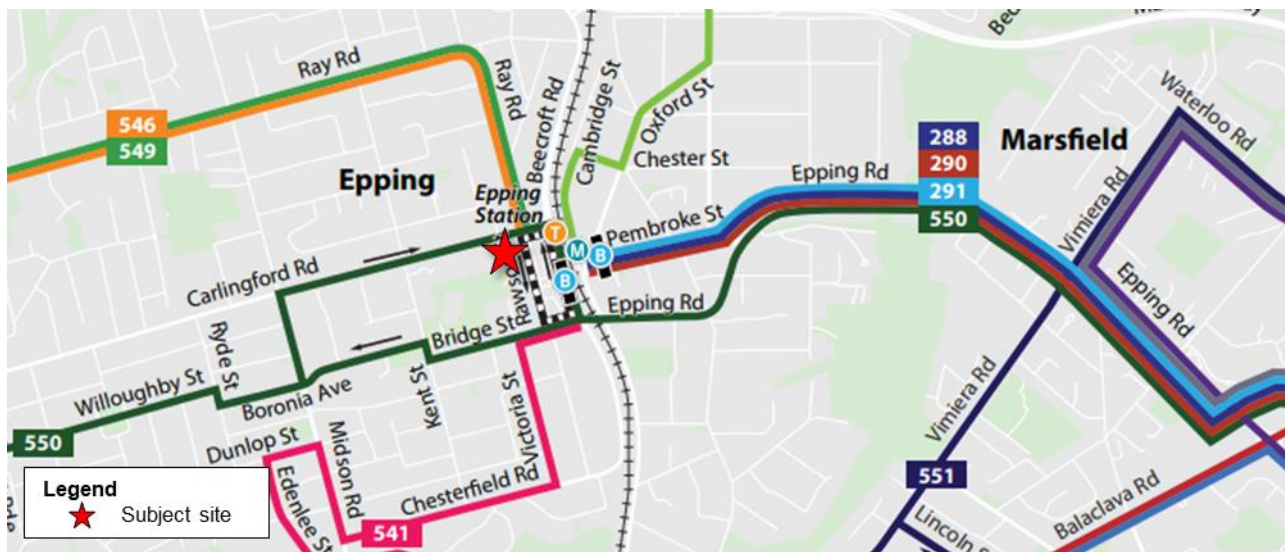 Ray Rd
546
549
Ray Rd
Beecroft Rd
Cambridge St
Oxford St
Chester St
Epping
Epping
Station
T
M
B
B
Pembroke St
Epping Rd
288
290
291
550
Marsfield
Waterloo Rd
Vimiera Rd
Epping Rd
Carlingford Rd
Bridge St
Epping Rd
Ryde St
Willoughby St
Boronia Ave
Kent St
Victoria St
Vimiera Rd
550
Dunlop St
Midson Rd
Edenlee St
Chesterfield Rd
541
551
Balaclava Rd
Legend
Subject site